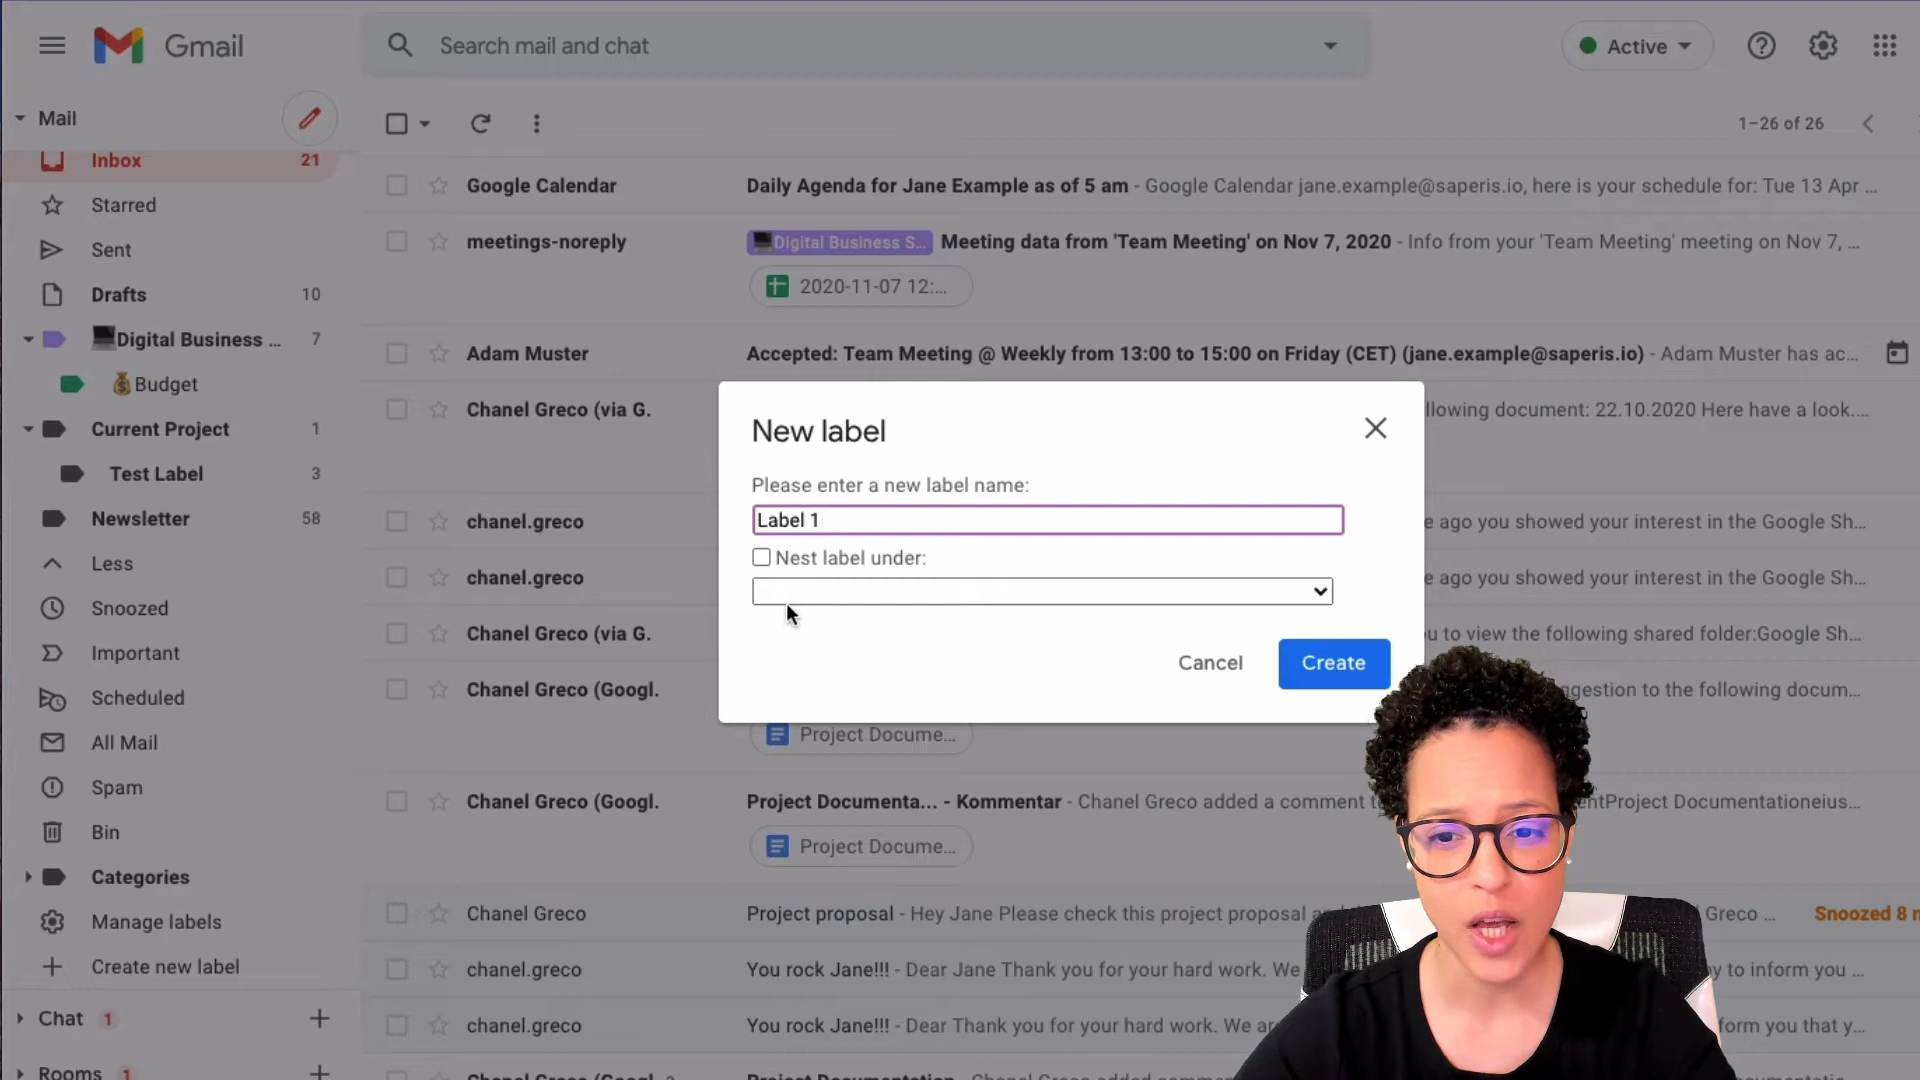 Gmail
Search mail and chat
Active
Mail
1–26 of 26
Inbox 21
Starred
Sent
Drafts 10
Digital Business ... 7
Budget
Current Project 1
Test Label 3
Newsletter 58
Less
Snoozed
Important
Scheduled
All Mail
Spam
Bin
Categories
Manage labels
Create new label
Chat 1
Rooms 1
Google Calendar Daily Agenda for Jane Example as of 5 am - Google Calendar jane.example@saperis.io, here is your schedule for: Tue 13 Apr ...
meetings-noreply Digital Business S... Meeting data from 'Team Meeting' on Nov 7, 2020 - Info from your 'Team Meeting' meeting on Nov 7, ...
2020-11-07 12:...
Adam Muster Accepted: Team Meeting @ Weekly from 13:00 to 15:00 on Friday (CET) (jane.example@saperis.io) - Adam Muster has ac...
Chanel Greco (via G. llowing document: 22.10.2020 Here have a look....
chanel.greco e ago you showed your interest in the Google Sh...
chanel.greco e ago you showed your interest in the Google Sh...
Chanel Greco (via G. u to view the following shared folder:Google Sh...
Chanel Greco (Googl. ggestion to the following docum...
Project Docume...
Chanel Greco (Googl. Project Documenta... - Kommentar - Chanel Greco added a comment to entProject Documentationeius...
Project Docume...
Chanel Greco Project proposal - Hey Jane Please check this project proposal Greco ... Snoozed 8
chanel.greco You rock Jane!!! - Dear Jane Thank you for your hard work. We y to inform you ...
chanel.greco You rock Jane!!! - Dear Thank you for your hard work. We form you that y...
New label
Please enter a new label name:
Label 1
Nest label under:
Cancel
Create